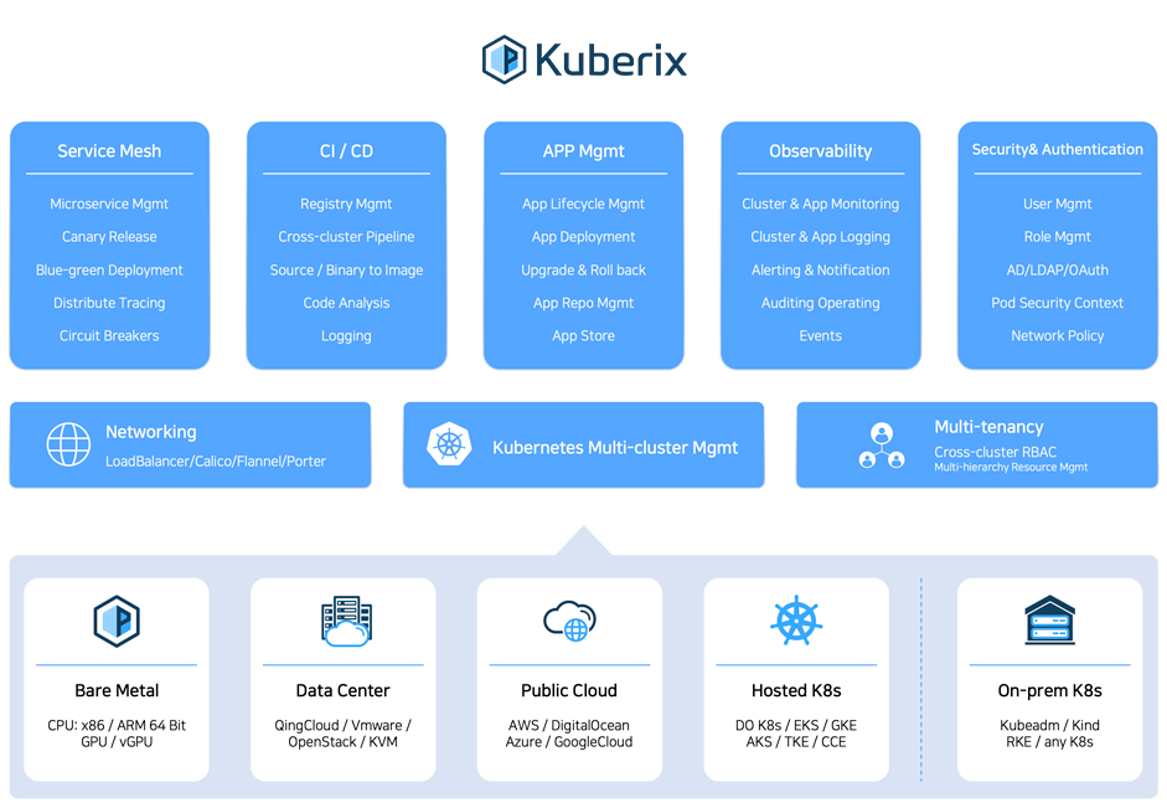 Kuberix
Service Mesh
Microservice Mgmt
Canary Release
Blue-green Deployment
Distribute Tracing
Circuit Breakers
CI / CD
Registry Mgmt
Cross-cluster Pipeline
Source / Binary to Image
Code Analysis
Logging
APP Mgmt
App Lifecycle Mgmt
App Deployment
Upgrade & Roll back
App Repo Mgmt
App Store
Observability
Cluster & App Monitoring
Cluster & App Logging
Alerting & Notification
Auditing Operating
Events
Security& Authentication
User Mgmt
Role Mgmt
AD/LDAP/OAuth
Pod Security Context
Network Policy
Networking
LoadBalancer/Calico/Flannel/Porter
Kubernetes Multi-cluster Mgmt
Multi-tenancy
Cross-cluster RBAC
Multi-hierarchy Resource Mgmt
Bare Metal
CPU: x86 / ARM 64 Bit
GPU / vGPU
Data Center
QingCloud / Vmware /
OpenStack / KVM
Public Cloud
AWS / DigitalOcean
Azure / GoogleCloud
Hosted K8s
DO K8s / EKS / GKE
AKS / TKE / CCE
On-prem K8s
Kubeadm / Kind
RKE / any K8s